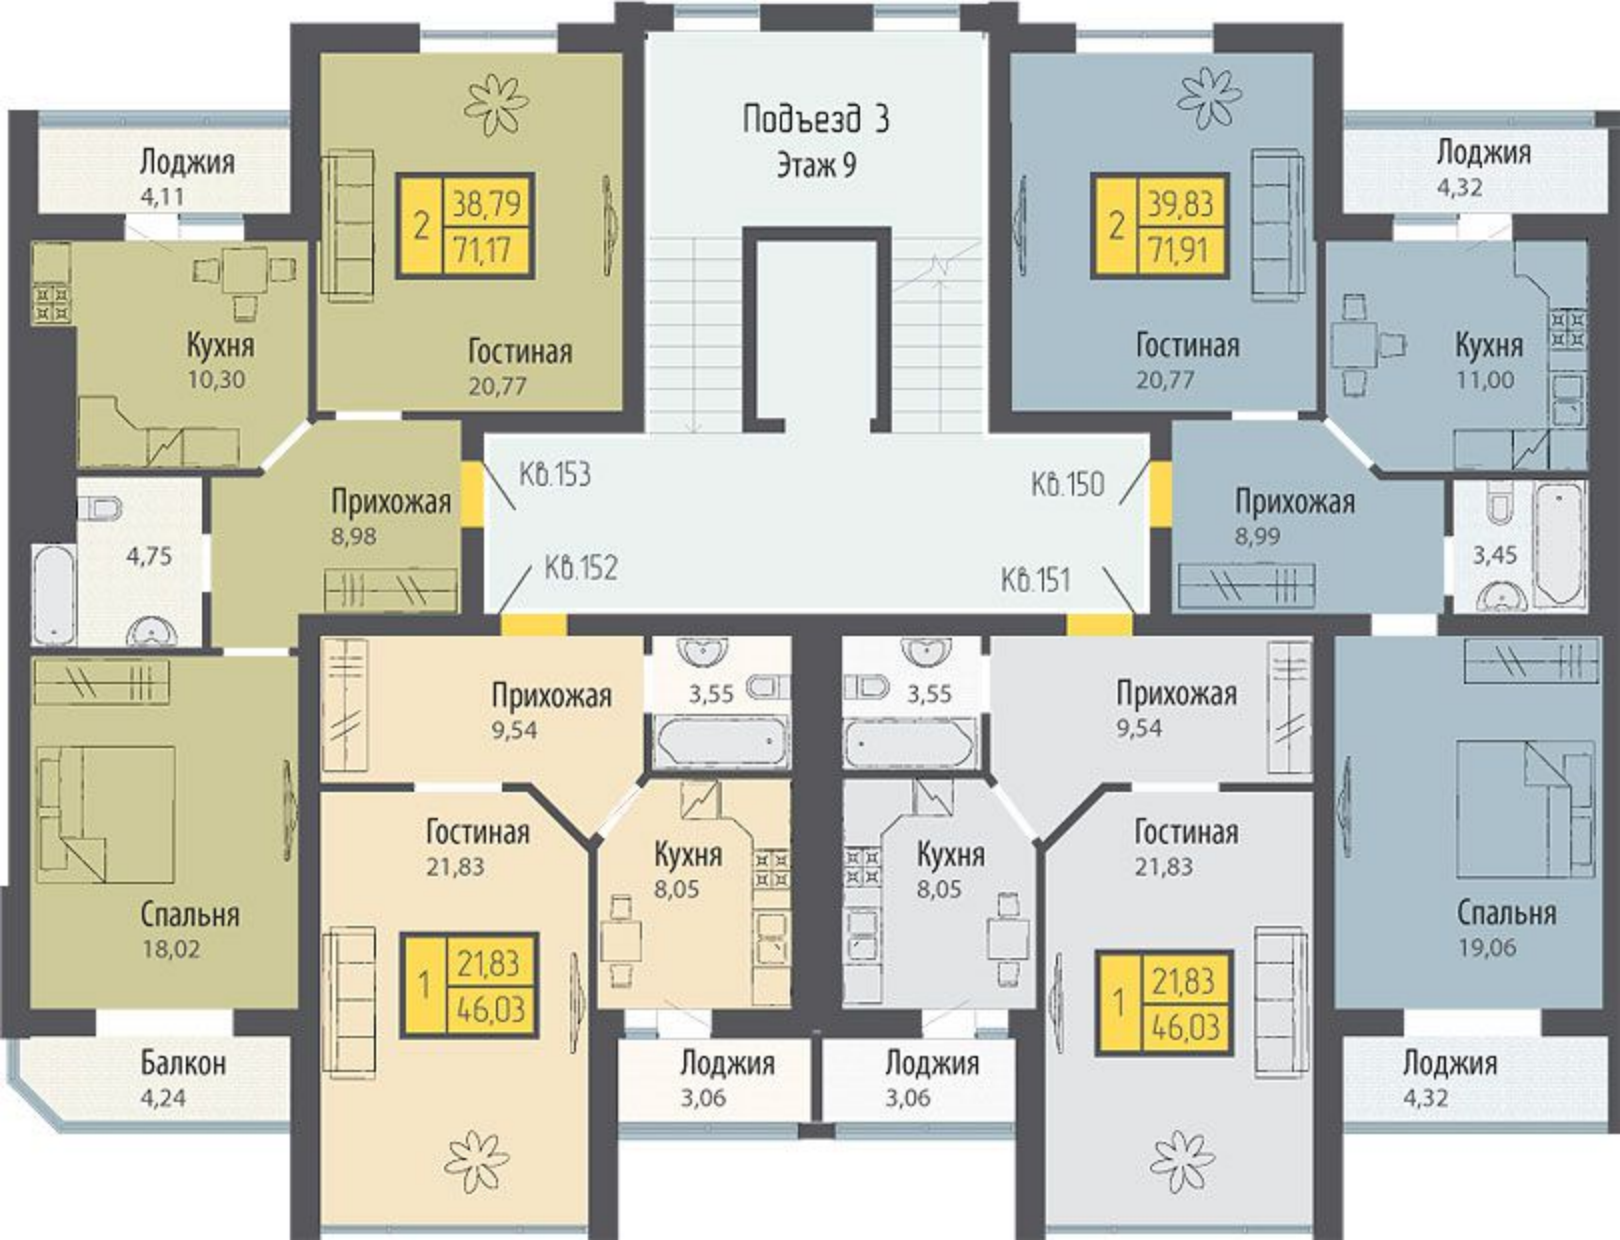 Подъезд 3
Этаж 9
Лоджия
4,11
2
38,79
71,17
Кухня
10,30
Гостиная
20,77
Прихожая
8,98
4,75
Спальня
18,02
Балкон
4,24
Кв.153
Кв.152
Кв.150
Кв.151
2
39,83
71,91
Лоджия
4,32
Гостиная
20,77
Кухня
11,00
Прихожая
8,99
3,45
Спальня
19,06
Лоджия
4,32
Прихожая
9,54
3,55
Гостиная
21,83
Кухня
8,05
1
21,83
46,03
Лоджия
3,06
3,55
Прихожая
9,54
Кухня
8,05
Гостиная
21,83
1
21,83
46,03
Лоджия
3,06